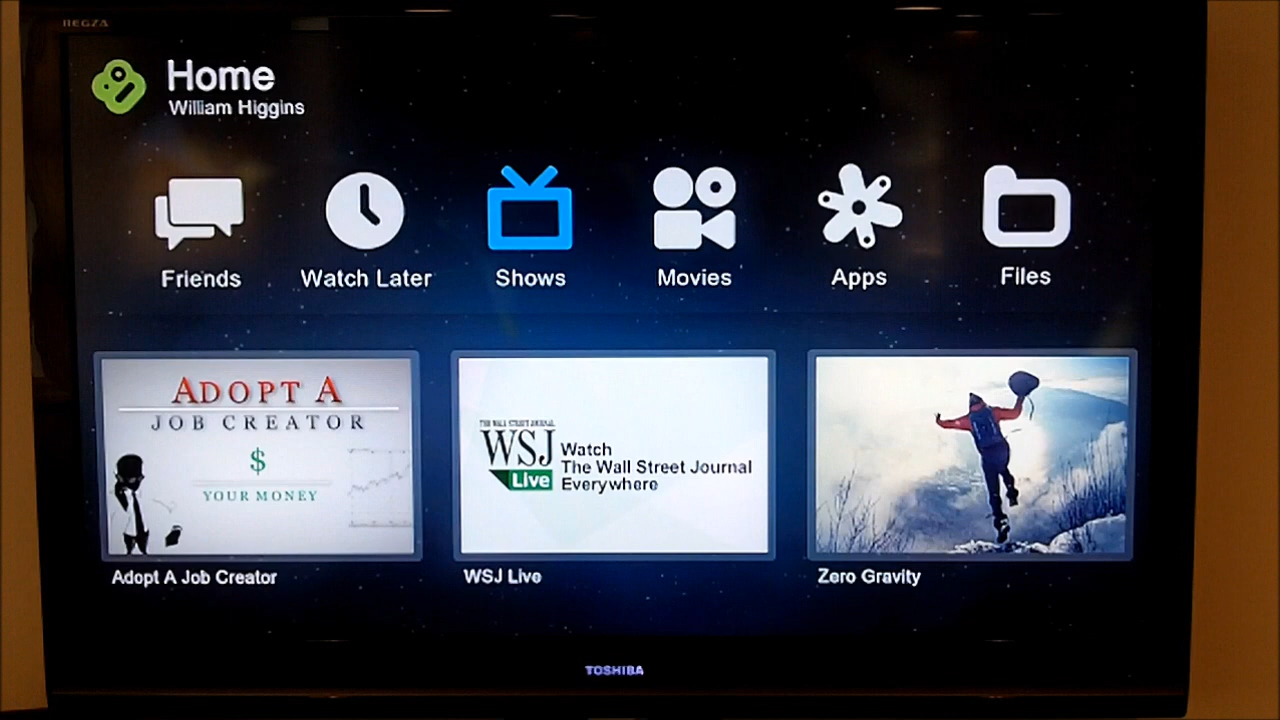 REGZA
Home
William Higgins
Friends
Watch Later
Shows
Movies
Apps
Files
ADOPT A
JOB CREATOR
$
YOUR MONEY
THE WALL STREET JOURNAL
WSJ
Live
Watch
The Wall Street Journal
Everywhere
Adopt A Job Creator
WSJ Live
Zero Gravity
TOSHIBA